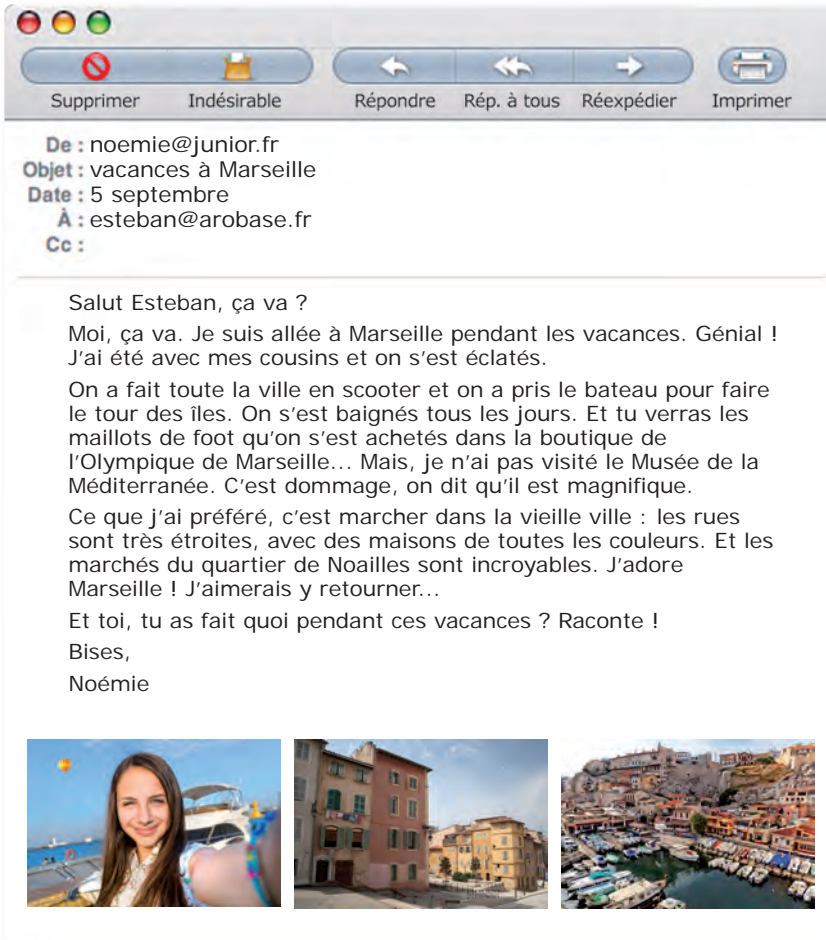 Supprimer Indésirable Répondre Rép. à tous Réexpédier Imprimer
De : noemie@junior.fr
Objet : vacances à Marseille
Date : 5 septembre
À : esteban@arobase.fr
Cc :
Salut Esteban, ça va ?
Moi, ça va. Je suis allée à Marseille pendant les vacances. Génial !
J'ai été avec mes cousins et on s'est éclatés.
On a fait toute la ville en scooter et on a pris le bateau pour faire
le tour des îles. On s'est baignés tous les jours. Et tu verras les
maillots de foot qu'on s'est achetés dans la boutique de
l'Olympique de Marseille... Mais, je n'ai pas visité le Musée de la
Méditerranée. C'est dommage, on dit qu'il est magnifique.
Ce que j'ai préféré, c'est marcher dans la vieille ville : les rues
sont très étroites, avec des maisons de toutes les couleurs. Et les
marchés du quartier de Noailles sont incroyables. J'adore
Marseille ! J'aimerais y retourner...
Et toi, tu as fait quoi pendant ces vacances ? Raconte !
Bises,
Noémie